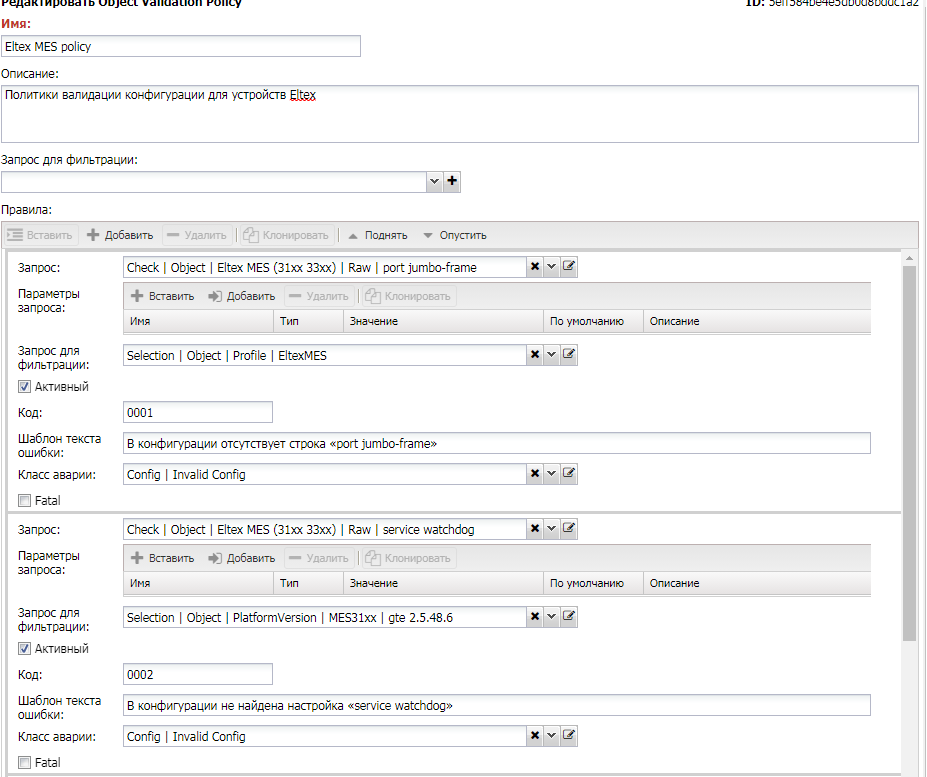 Редактировать Object Validation Policy
Имя:
Eltex MES policy
Описание:
Политики валидации конфигурации для устройств Eltex
Запрос для фильтрации:
Правила:
Вставить Добавить Удалить Клонировать Поднять Опустить
Запрос: Check | Object | Eltex MES (31xx 33xx) | Raw | port jumbo-frame
Параметры запроса:
Вставить Добавить Удалить Клонировать
Имя Тип Значение По умолчанию Описание
Запрос для фильтрации: Selection | Object | Profile | EltexMES
Активный
Код: 0001
Шаблон текста ошибки: В конфигурации отсутствует строка «port jumbo-frame»
Класс аварии: Config | Invalid Config
Fatal
Запрос: Check | Object | Eltex MES (31xx 33xx) | Raw | service watchdog
Параметры запроса:
Вставить Добавить Удалить Клонировать
Имя Тип Значение По умолчанию Описание
Запрос для фильтрации: Selection | Object | PlatformVersion | MES31xx | gte 2.5.48.6
Активный
Код: 0002
Шаблон текста ошибки: В конфигурации не найдена настройка «service watchdog»
Класс аварии: Config | Invalid Config
Fatal